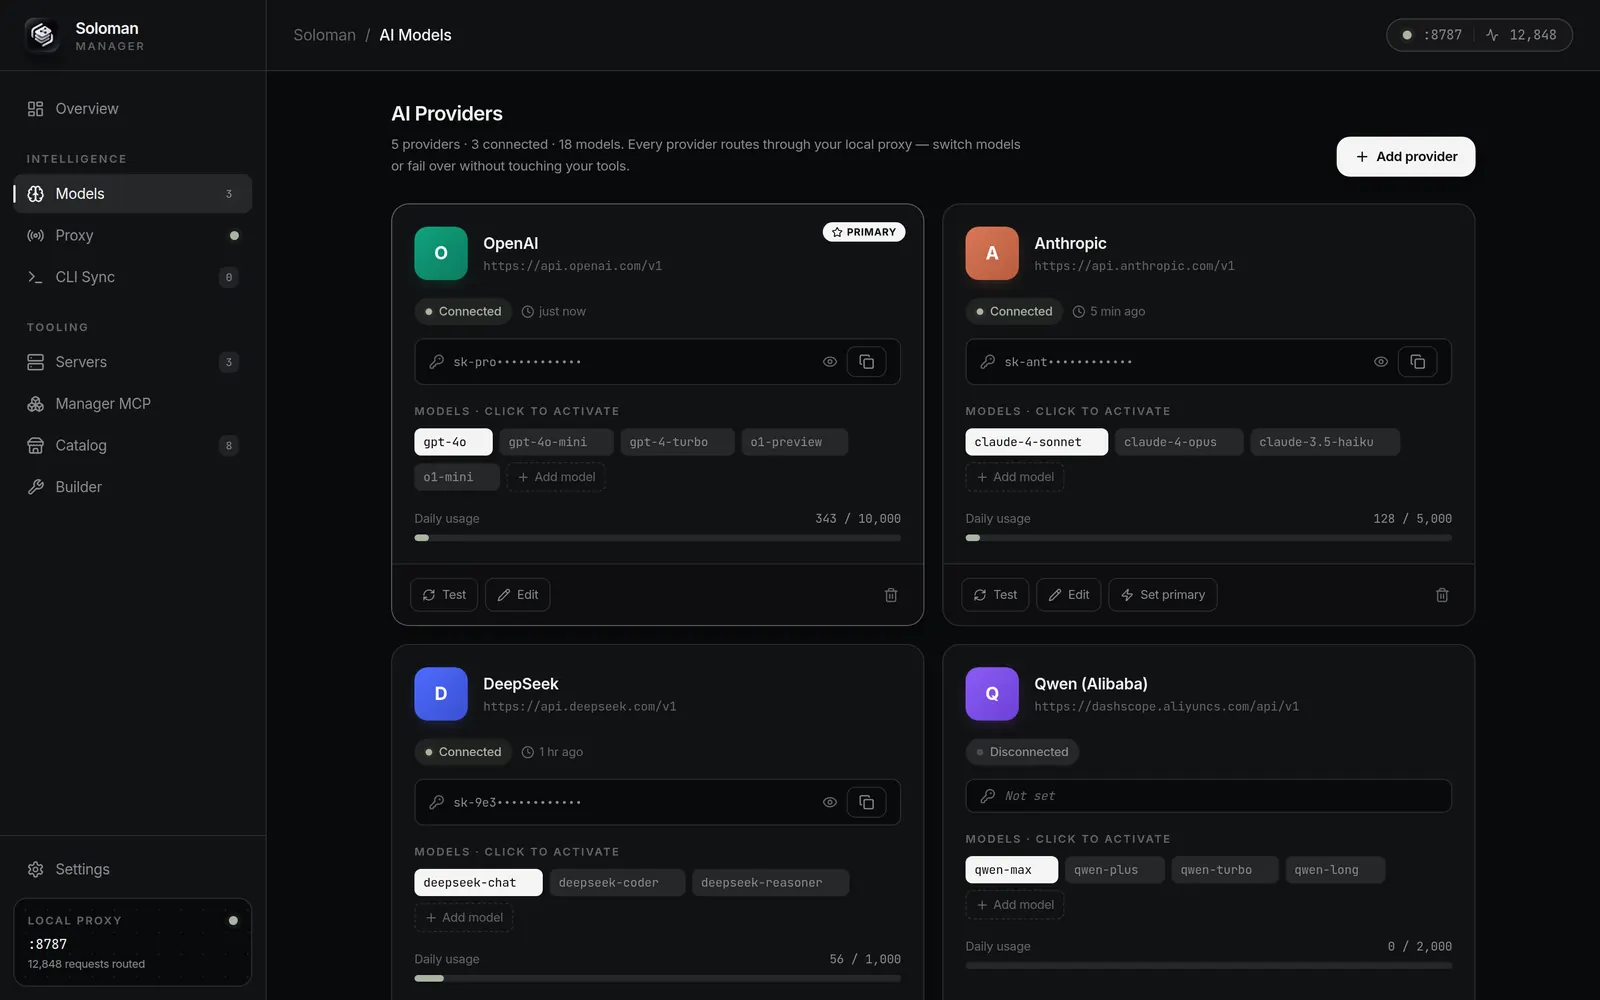 Soloman
MANAGER
Soloman / AI Models
:8787
12,848
Overview
INTELLIGENCE
Models 3
Proxy
CLI Sync 0
TOOLING
Servers 3
Manager MCP
Catalog 8
Builder
Settings
LOCAL PROXY
:8787
12,848 requests routed
AI Providers
5 providers · 3 connected · 18 models. Every provider routes through your local proxy — switch models
or fail over without touching your tools.
+ Add provider
O
OpenAI
https://api.openai.com/v1
PRIMARY
Connected just now
sk-pro••••••••••••
MODELS · CLICK TO ACTIVATE
gpt-4o gpt-4o-mini gpt-4-turbo o1-preview
o1-mini + Add model
Daily usage 343 / 10,000
Test Edit
A
Anthropic
https://api.anthropic.com/v1
Connected 5 min ago
sk-ant••••••••••••
MODELS · CLICK TO ACTIVATE
claude-4-sonnet claude-4-opus claude-3.5-haiku
+ Add model
Daily usage 128 / 5,000
Test Edit Set primary
D
DeepSeek
https://api.deepseek.com/v1
Connected 1 hr ago
sk-9e3••••••••••••
MODELS · CLICK TO ACTIVATE
deepseek-chat deepseek-coder deepseek-reasoner
+ Add model
Daily usage 56 / 1,000
Q
Qwen (Alibaba)
https://dashscope.aliyuncs.com/api/v1
Disconnected
Not set
MODELS · CLICK TO ACTIVATE
qwen-max qwen-plus qwen-turbo qwen-long
+ Add model
Daily usage 0 / 2,000